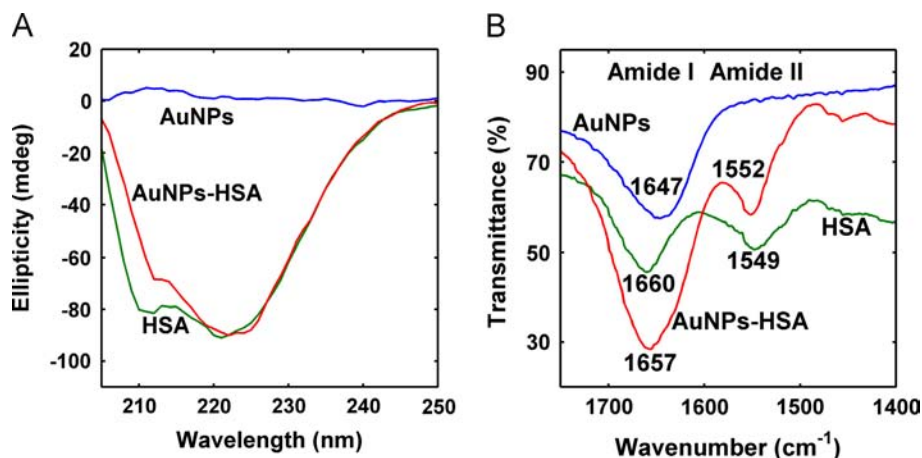 A
Ellipticity (mdeg)
20
0
-20
-40
-60
-80
-100
AuNPs
AuNPs-HSA
HSA
210 220 230 240 250
Wavelength (nm)
B
Transmittance (%)
90
70
50
30
Amide I Amide II
AuNPs
1647
1552
HSA
1660
1549
AuNPs-HSA
1657
1700 1600 1500 1400
Wavenumber (cm⁻¹)